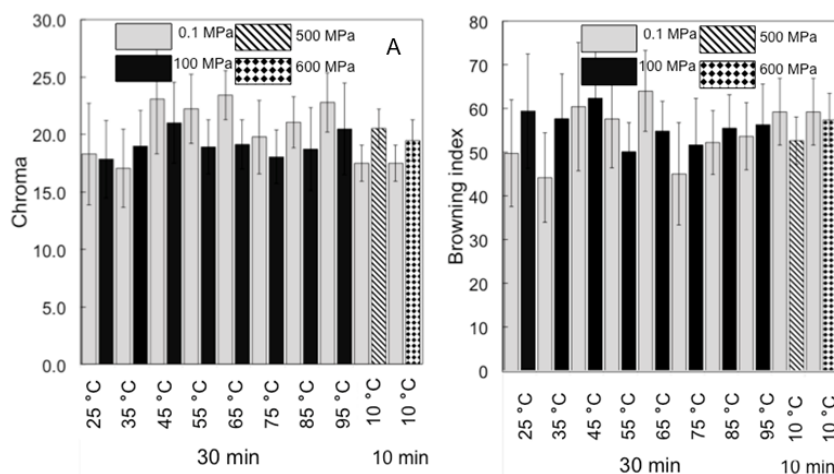 30.0
25.0
20.0
15.0
10.0
5.0
0.0
Chroma
0.1 MPa
500 MPa
100 MPa
600 MPa
A
25 °C
35 °C
45 °C
55 °C
65 °C
75 °C
85 °C
95 °C
10 °C
10 °C
30 min
10 min
80
70
60
50
40
30
20
10
0
Browning index
0.1 MPa
500 MPa
100 MPa
600 MPa
25 °C
35 °C
45 °C
55 °C
65 °C
75 °C
85 °C
95 °C
10 °C
10 °C
30 min
10 min